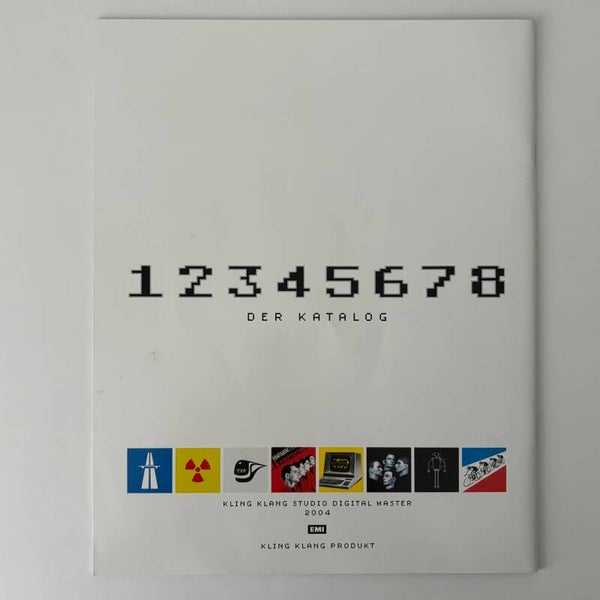 12345678
DER KATALOG
KLING KLANG STUDIO DIGITAL MASTER
2004
EMI
KLING KLANG PRODUKT